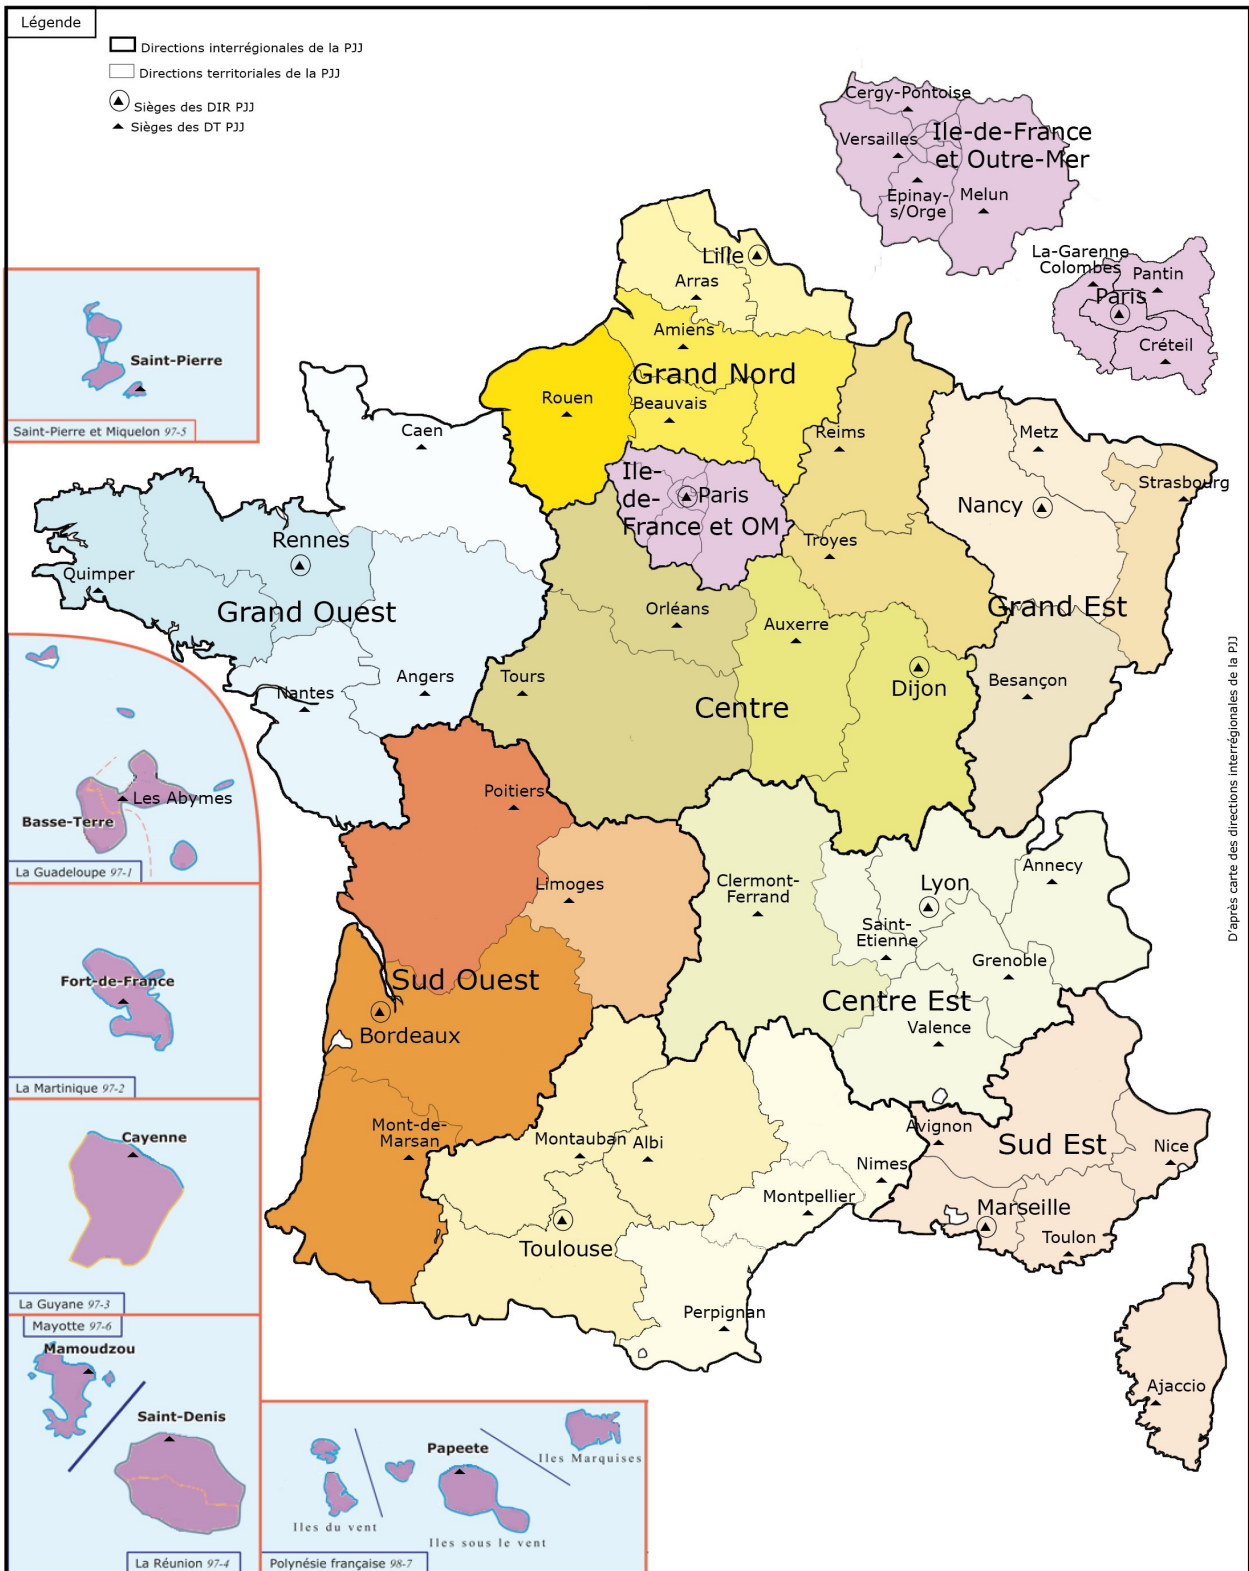 Légende
Directions interrégionales de la PJJ
Directions territoriales de la PJJ
Sièges des DIR PJJ
Sièges des DT PJJ
Cergy-Pontoise
Versailles
Ile-de-France
et Outre-Mer
Epinay-
s/Orge
Melun
La-Garenne
Colombes
Pantin
Paris
Créteil
Lille
Arras
Amiens
Grand Nord
Rouen
Beauvais
Caen
Reims
Metz
Strasbourg
Nancy
Ile-
de-
France et OM
Paris
Troyes
Rennes
Quimper
Grand Ouest
Orléans
Auxerre
Grand Est
Nantes
Angers
Tours
Centre
Dijon
Besançon
Poitiers
Limoges
Clermont-
Ferrand
Lyon
Annecy
Saint-
Etienne
Grenoble
Sud Ouest
Centre Est
Bordeaux
Valence
Mont-de-
Marsan
Montauban
Albi
Avignon
Sud Est
Nice
Nimes
Montpellier
Marseille
Toulouse
Toulon
Perpignan
Ajaccio
Saint-Pierre
Saint-Pierre et Miquelon 97-5
Les Abymes
Basse-Terre
La Guadeloupe 97-1
Fort-de-France
La Martinique 97-2
Cayenne
La Guyane 97-3
Mayotte 97-6
Mamoudzou
Saint-Denis
La Réunion 97-4
Papeete
Iles Marquises
Iles du vent
Iles sous le vent
Polynésie française 98-7
D'après carte des directions interrégionales de la PJJ